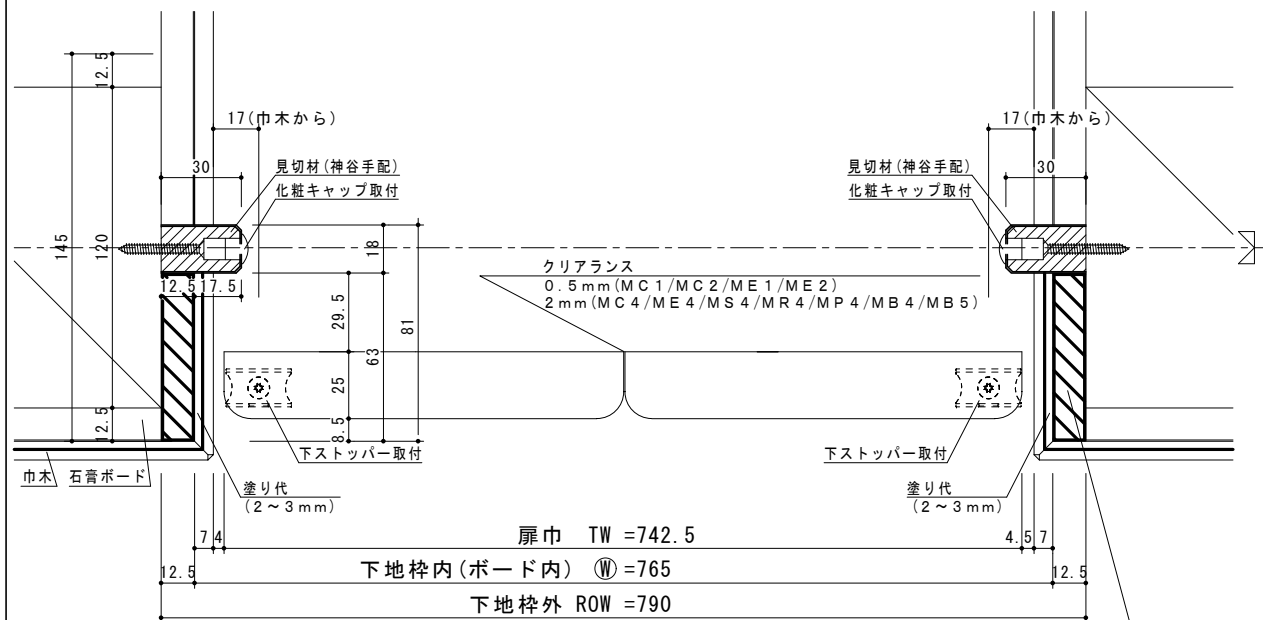 12.5
17(巾木から)
17(巾木から)
30
見切材(神谷手配)
化粧キャップ取付
見切材(神谷手配)
化粧キャップ取付
30
145
120
18
クリアランス
0.5mm(MC1/MC2/ME1/ME2)
2mm(MC4/ME4/MS4/MR4/MP4/MB4/MB5)
12.5
17.5
29.5
81
63
25
12.5
8.5
下ストッパー取付
下ストッパー取付
巾木
石膏ボード
塗り代
(2~3mm)
塗り代
(2~3mm)
7
4
扉巾 TW =742.5
4.5
7
12.5
下地枠内(ボード内) Ⓦ =765
12.5
下地枠外 ROW =790